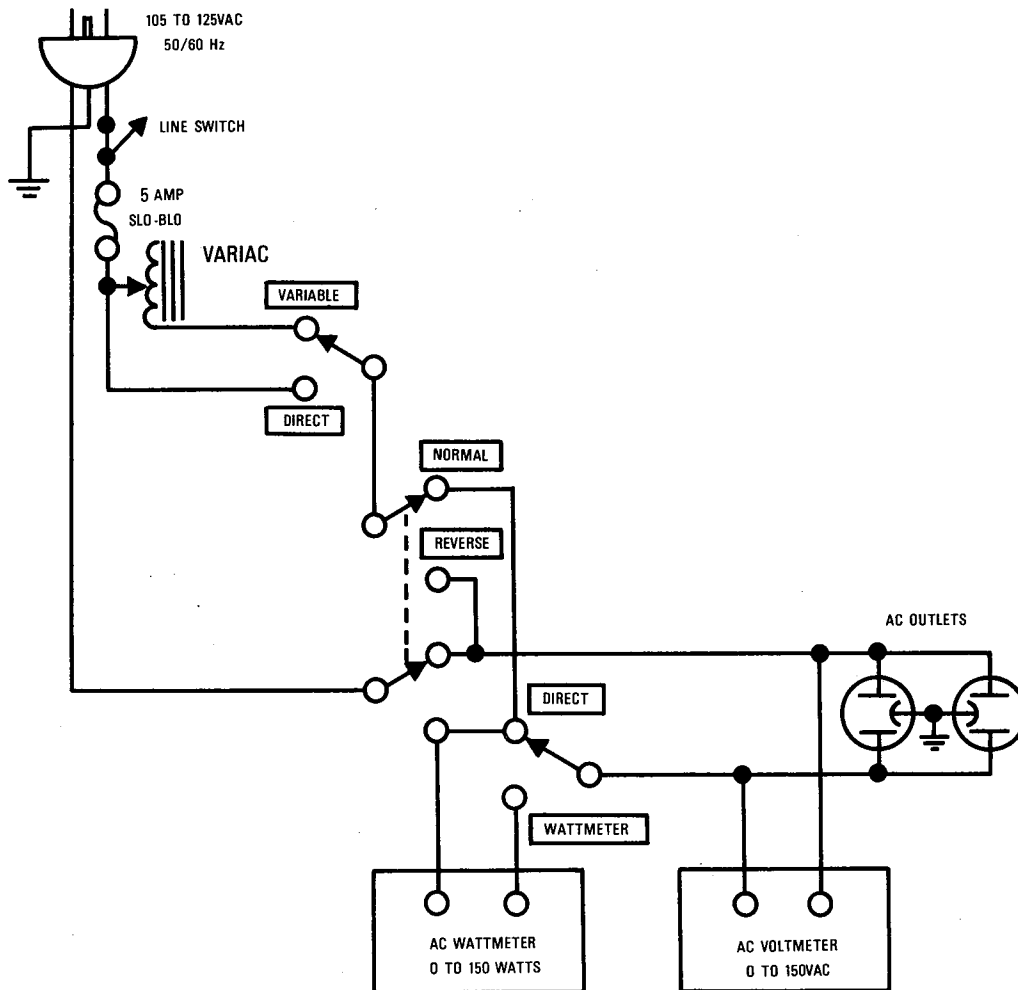 105 TO 125VAC
50/60 Hz
LINE SWITCH
5 AMP
SLO-BLO
VARIAC
VARIABLE
DIRECT
NORMAL
REVERSE
AC OUTLETS
DIRECT
WATTMETER
AC WATTMETER
0 TO 150 WATTS
AC VOLTMETER
0 TO 150VAC